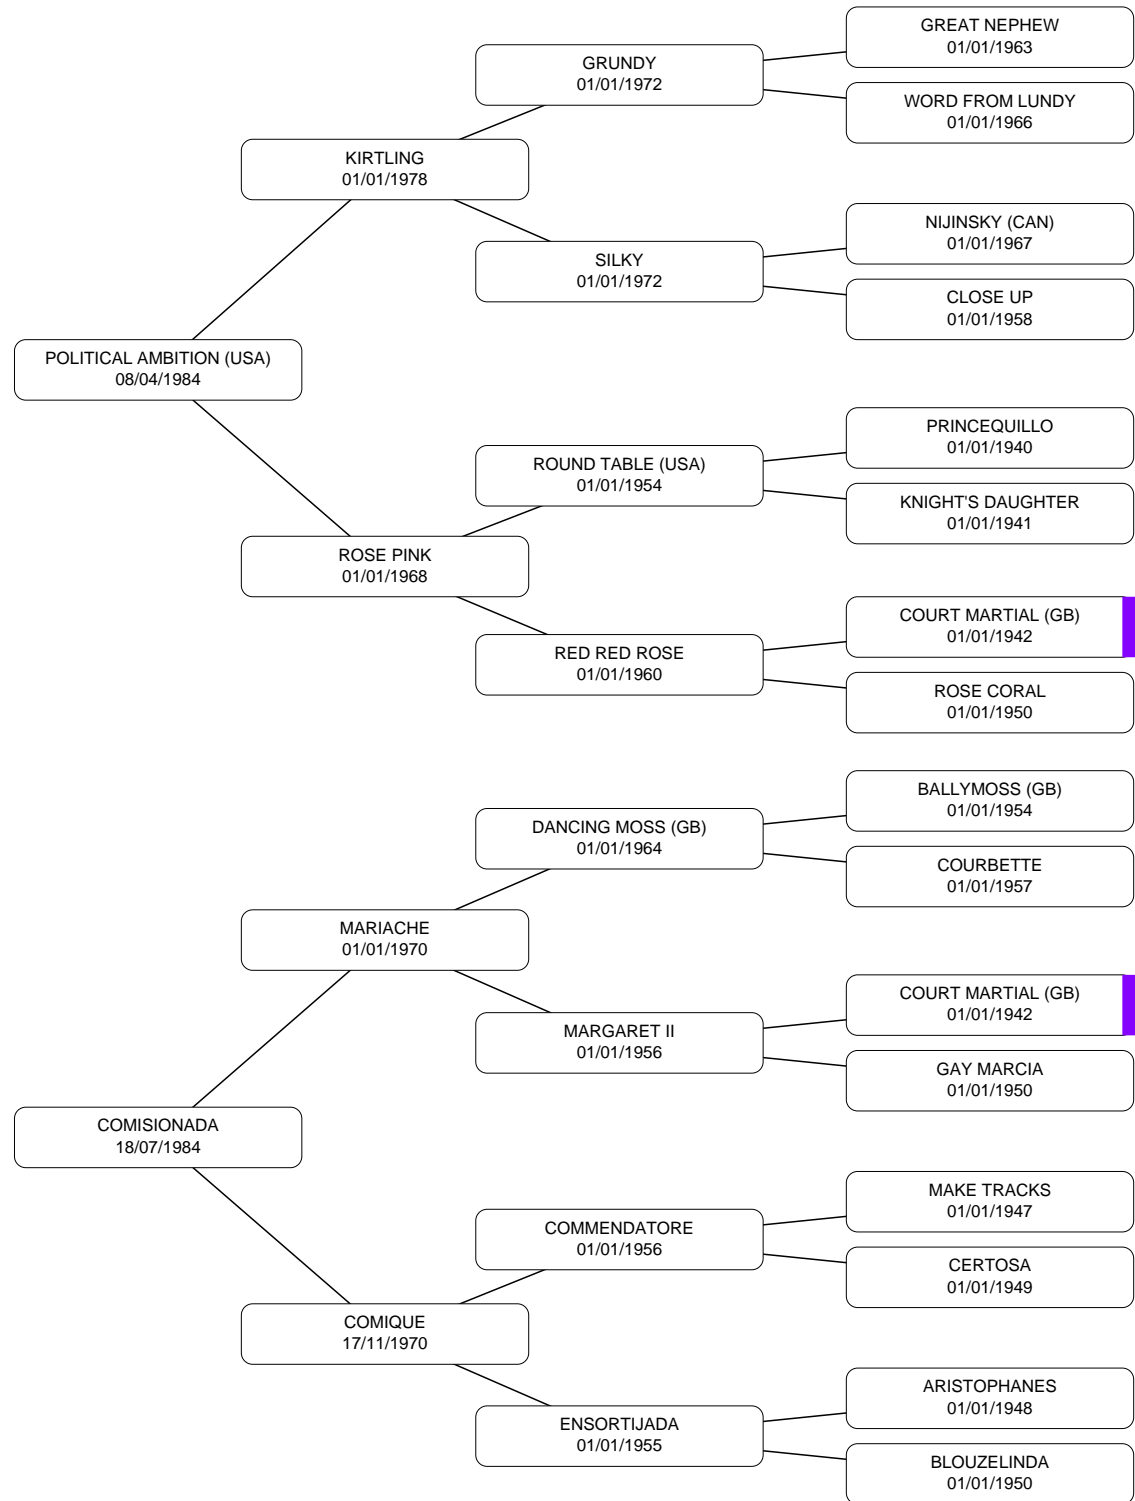 GREAT NEPHEW
01/01/1963
GRUNDY
01/01/1972
WORD FROM LUNDY
01/01/1966
KIRTLING
01/01/1978
NIJINSKY (CAN)
01/01/1967
SILKY
01/01/1972
CLOSE UP
01/01/1958
POLITICAL AMBITION (USA)
08/04/1984
PRINCEQUILLO
01/01/1940
ROUND TABLE (USA)
01/01/1954
KNIGHT'S DAUGHTER
01/01/1941
ROSE PINK
01/01/1968
COURT MARTIAL (GB)
01/01/1942
RED RED ROSE
01/01/1960
ROSE CORAL
01/01/1950
BALLYMOSS (GB)
01/01/1954
DANCING MOSS (GB)
01/01/1964
COURBETTE
01/01/1957
MARIACHE
01/01/1970
COURT MARTIAL (GB)
01/01/1942
MARGARET II
01/01/1956
GAY MARCIA
01/01/1950
COMISIONADA
18/07/1984
MAKE TRACKS
01/01/1947
COMMENDATORE
01/01/1956
CERTOSA
01/01/1949
COMIQUE
17/11/1970
ARISTOPHANES
01/01/1948
ENSORTIJADA
01/01/1955
BLOUZELINDA
01/01/1950